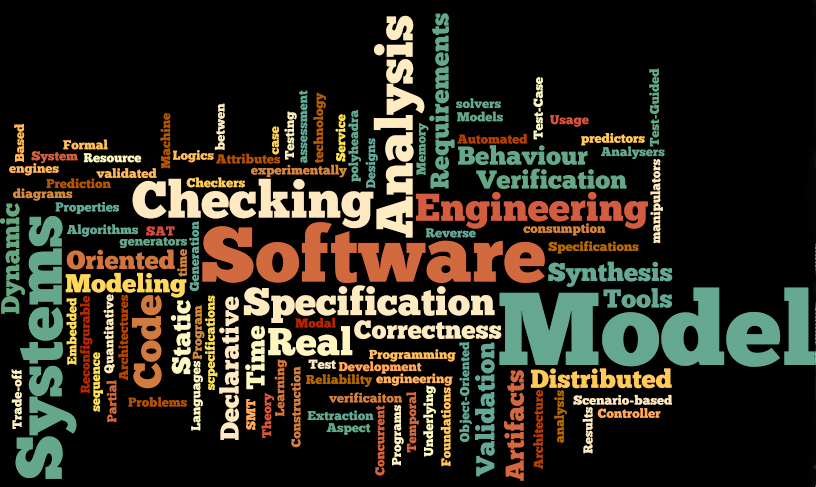 Analysis
Requirements
solvers
Models
Test-Case
Usage
Test-Guided
Based
Formal
Machine
betwen
case
Testing
assessment
technology
Service
polyheadra
Designs
Memory
Automated
predictors
System
Resource
Logics
Attributes
Behaviour
Analysers
engines
validated
experimentally
Prediction
Checkers
Verification
manipulators
diagrams
Checking
Engineering
Properties
Dynamic
Algorithms
SAT
generators
Generation
Reverse
consumption
Specifications
Systems
Oriented
time
Software
Synthesis
Modeling
Specification
Tools
Model
Embedded
Reconfigurable
sequence
Quantitative
Partial
Architectures
Code
Static
Program
Languages
scpecifications
Declarative
Time
Modal
Real
Correctness
Programming
Test
Development
Reliability
engineering
Object-Oriented
Validation
Distributed
Trade-off
Problems
SMT
Theory
Learning
Construction
verificaiton
Extraction
Aspect
Concurrent
Programs
Temporal
Underlying
Foundations
Artifacts
Architecture
analysis
Scenario-based
Results
Controller